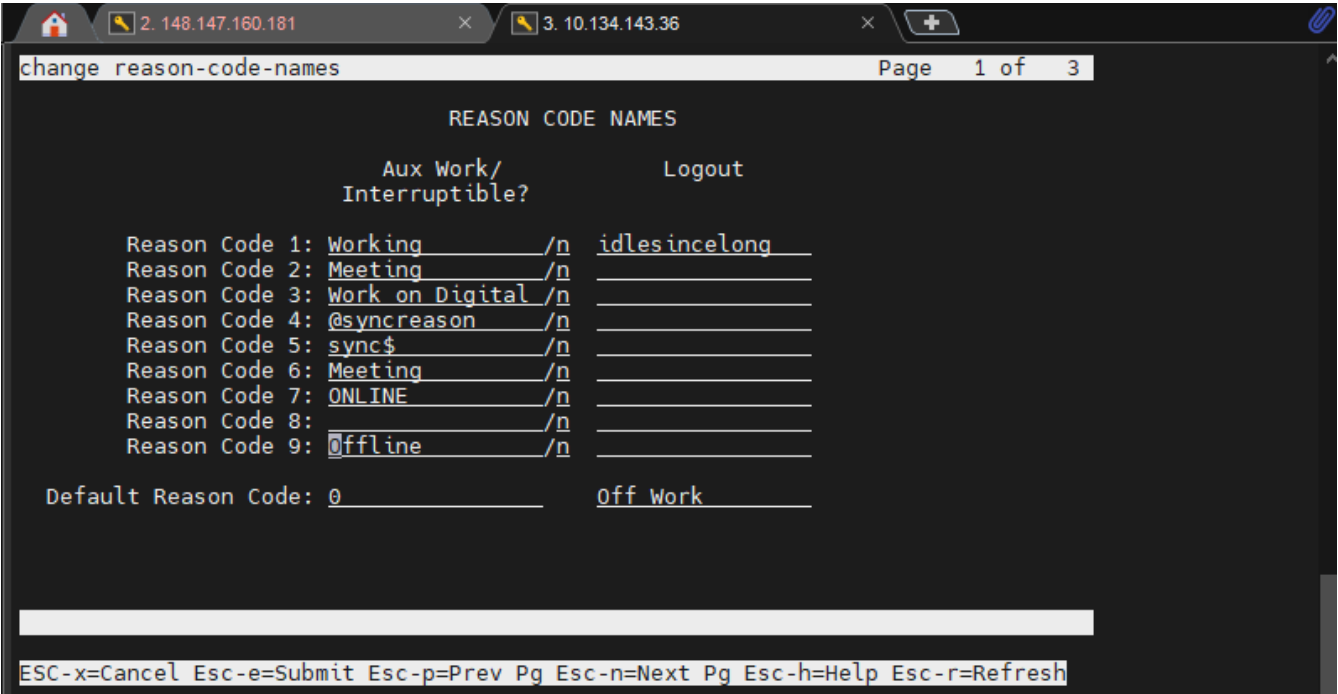 2. 148.147.160.181 × 3. 10.134.143.36 ×
change reason-code-names Page 1 of 3
REASON CODE NAMES
Aux Work/ Logout
Interruptible?
Reason Code 1: Working /n idlesincelong
Reason Code 2: Meeting /n
Reason Code 3: Work on Digital /n
Reason Code 4: @syncreason /n
Reason Code 5: sync$ /n
Reason Code 6: Meeting /n
Reason Code 7: ONLINE /n
Reason Code 8: /n
Reason Code 9: Offline /n
Default Reason Code: 0 Off Work
ESC-x=Cancel Esc-e=Submit Esc-p=Prev Pg Esc-n=Next Pg Esc-h=Help Esc-r=Refresh